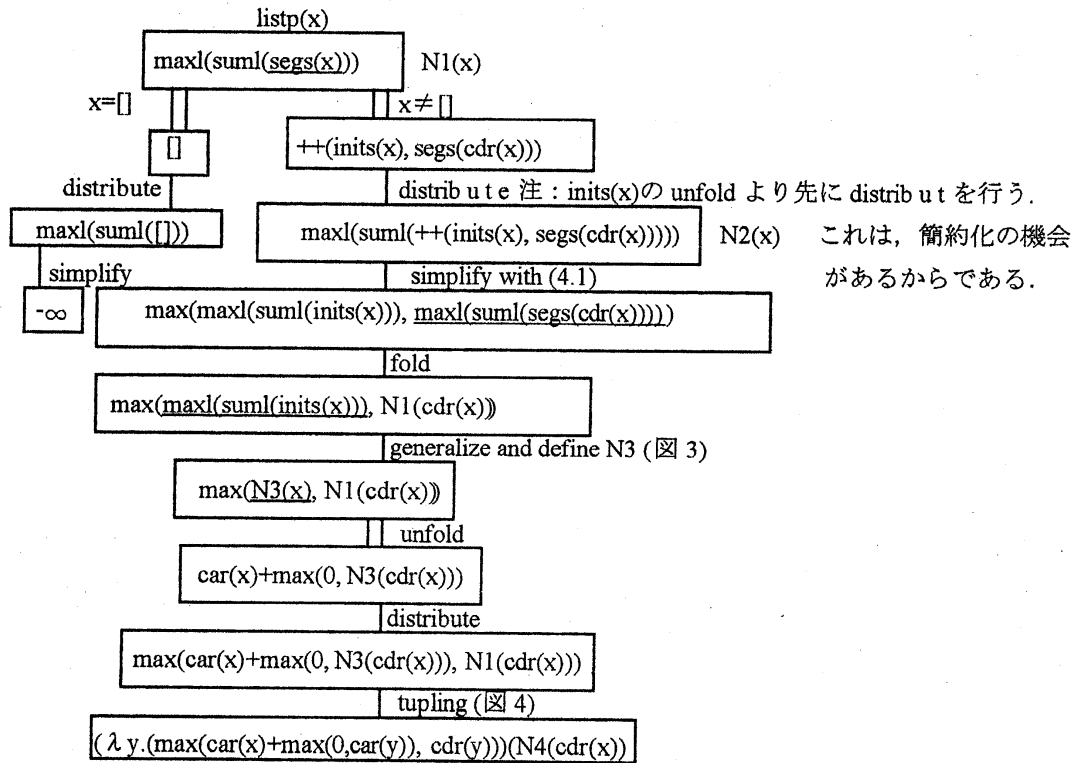 listp(x)
maxl(suml(segs(x))) N1(x)
x=[] x≠[]
[] ++(inits(x), segs(cdr(x)))
distribute distribute 注：inits(x)の unfold より先に distribut を行う．
maxl(suml([])) maxl(suml(++(inits(x), segs(cdr(x))))) N2(x) これは，簡約化の機会
simplify simplify with (4.1) があるからである．
-∞ max(maxl(suml(inits(x))), maxl(suml(segs(cdr(x)))))
fold
max(maxl(suml(inits(x))), N1(cdr(x)))
generalize and define N3 (図 3)
max(N3(x), N1(cdr(x)))
unfold
car(x)+max(0, N3(cdr(x)))
distribute
max(car(x)+max(0, N3(cdr(x))), N1(cdr(x)))
tupling (図 4)
(λy.(max(car(x)+max(0,car(y)), cdr(y)))(N4(cdr(x))